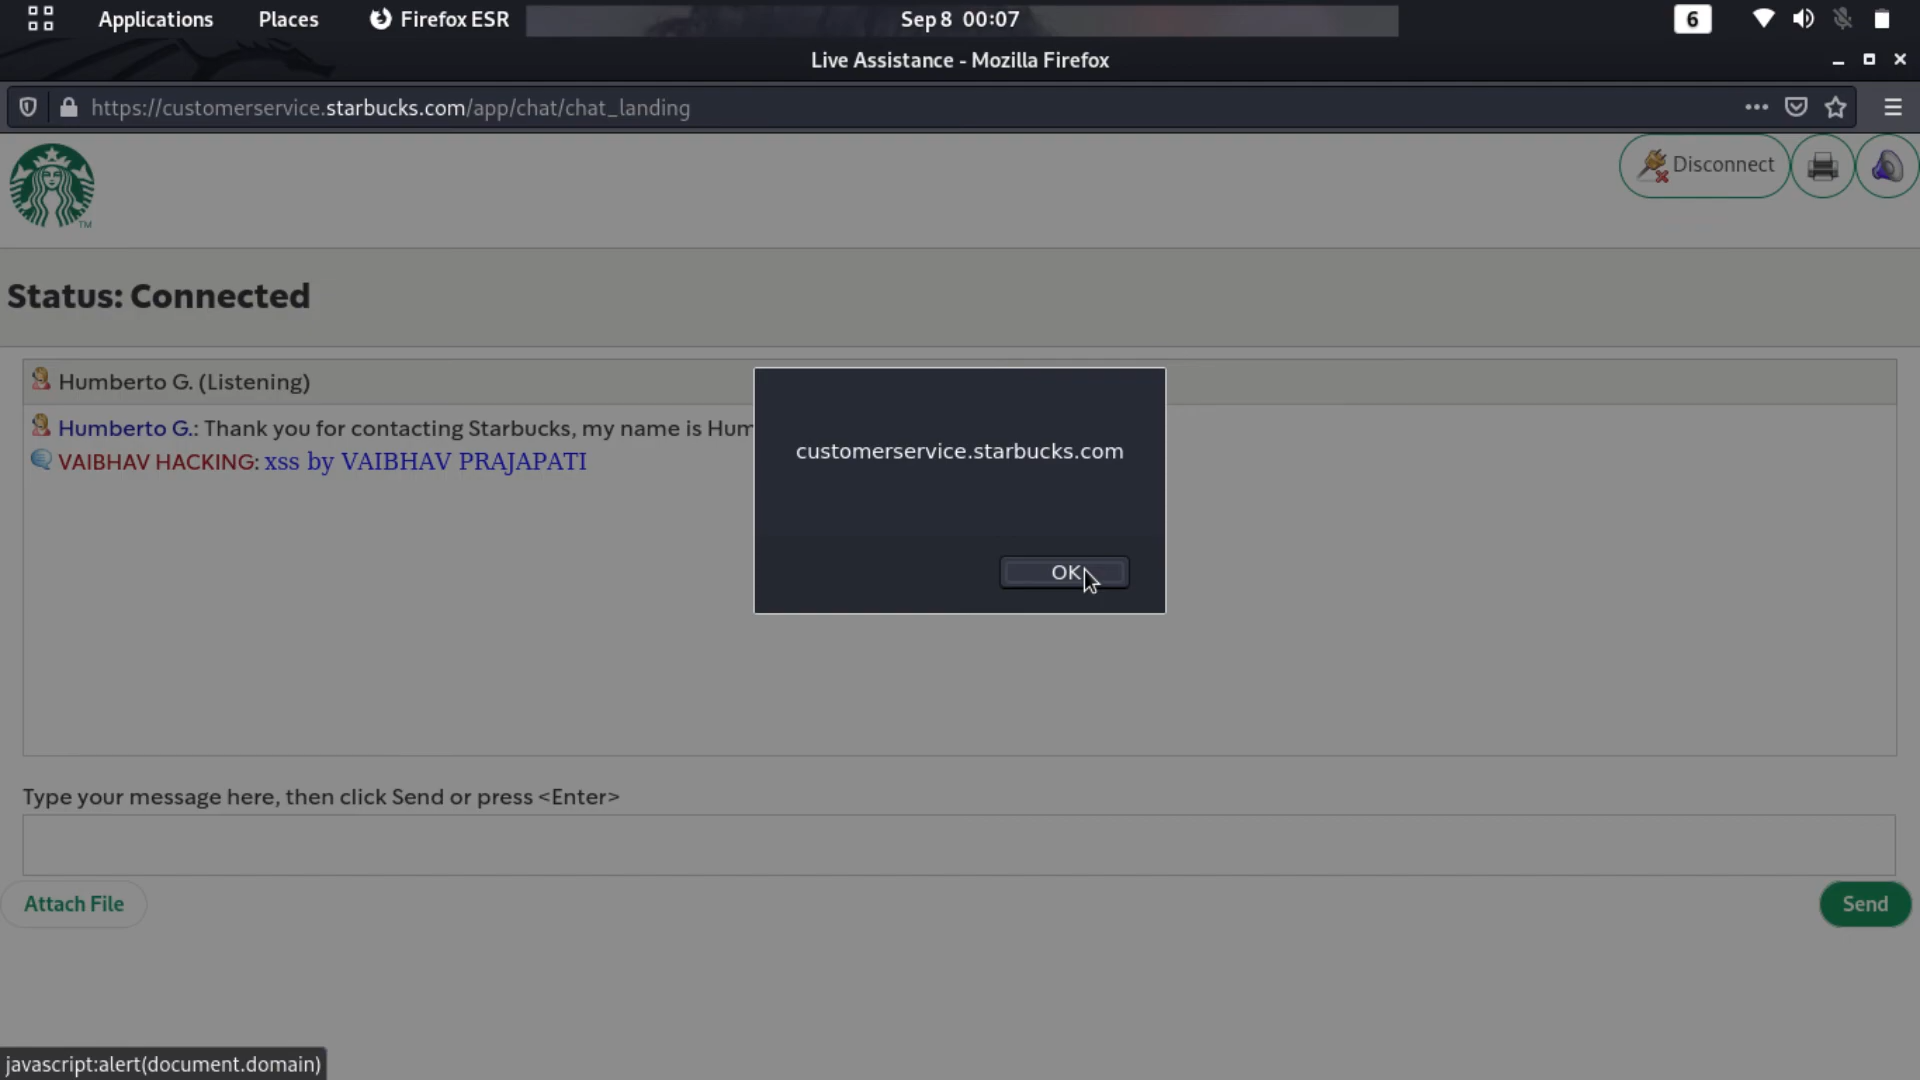 Applications Places Firefox ESR Sep 8 00:07 6
Live Assistance - Mozilla Firefox
https://customerservice.starbucks.com/app/chat/chat_landing
Disconnect
TM
Status: Connected
Humberto G. (Listening)
Humberto G.: Thank you for contacting Starbucks, my name is Hum
VAIBHAV HACKING: xss by VAIBHAV PRAJAPATI
customerservice.starbucks.com
OK
Type your message here, then click Send or press <Enter>
Attach File
Send
javascript:alert(document.domain)